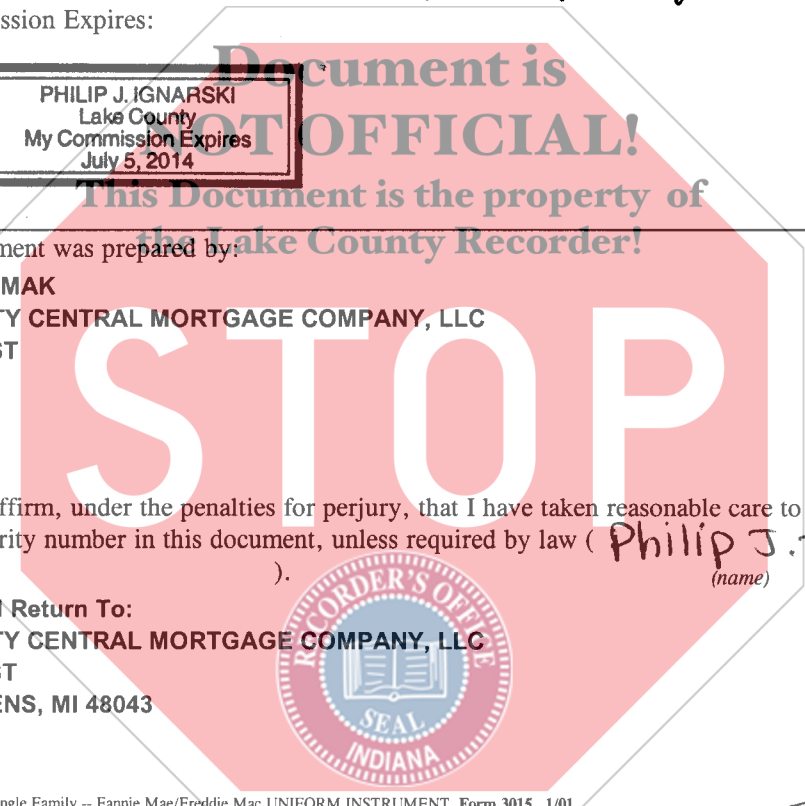 ssion Expires:
Document is
PHILIP J. IGNARSKI
Lake County
My Commission Expires
July 5, 2014
NOT OFFICIAL!
This Document is the property of
the Lake County Recorder!
ment was prepared by:
MAK
TY CENTRAL MORTGAGE COMPANY, LLC
ST
STOP
ffirm, under the penalties for perjury, that I have taken reasonable care to
rity number in this document, unless required by law ( Philip J.
).
(name)
Return To:
TY CENTRAL MORTGAGE COMPANY, LLC
ST
ENS, MI 48043
RECORDER'S OFFICE
SEAL
INDIANA
ngle Family -- Fannie Mae/Freddie Mac UNIFORM INSTRUMENT Form 3015 1/01